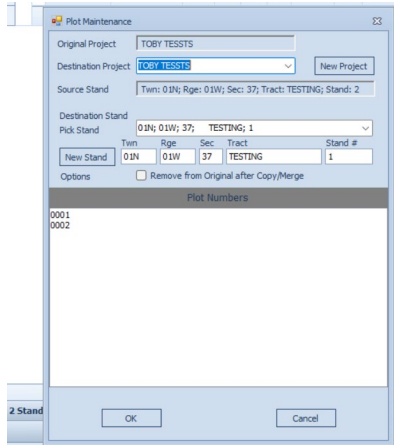 Plot Maintenance
Original Project TOBY TESSTS
Destination Project TOBY TESSTS New Project
Source Stand Twn: 01N; Rge: 01W; Sec: 37; Tract: TESTING; Stand: 2
Destination Stand
Pick Stand 01N; 01W; 37; TESTING; 1
Twn Rge Sec Tract Stand #
New Stand 01N 01W 37 TESTING 1
Options Remove from Original after Copy/Merge
Plot Numbers
0001
0002
2 Stand
OK Cancel